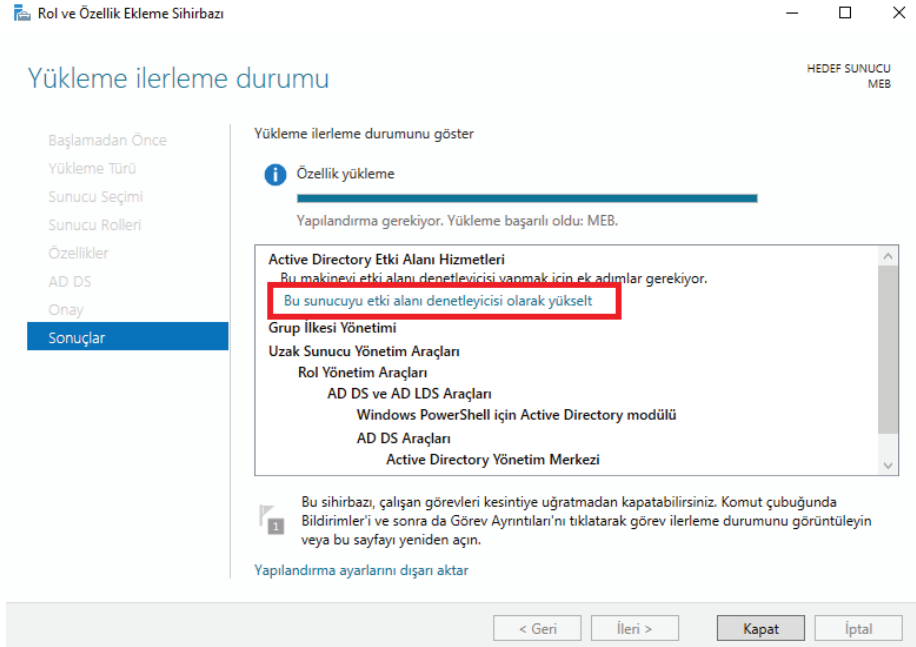 Rol ve Özellik Ekleme Sihirbazı
Yükleme ilerleme durumu
HEDEF SUNUCU
MEB
Başlamadan Önce
Yükleme Türü
Sunucu Seçimi
Sunucu Rolleri
Özellikler
AD DS
Onay
Sonuçlar
Yükleme ilerleme durumunu göster
Özellik yükleme
Yapılandırma gerekiyor. Yükleme başarılı oldu: MEB.
Active Directory Etki Alanı Hizmetleri
Bu makineyi etki alanı denetleyicisi yapmak için ek adımlar gerekiyor.
Bu sunucuyu etki alanı denetleyicisi olarak yükselt
Grup İlkesi Yönetimi
Uzak Sunucu Yönetim Araçları
Rol Yönetim Araçları
AD DS ve AD LDS Araçları
Windows PowerShell için Active Directory modülü
AD DS Araçları
Active Directory Yönetim Merkezi
1
Bu sihirbazı, çalışan görevleri kesintiye uğratmadan kapatabilirsiniz. Komut çubuğunda
Bildirimler'i ve sonra da Görev Ayrıntıları'nı tıklatarak görev ilerleme durumunu görüntüleyin
veya bu sayfayı yeniden açın.
Yapılandırma ayarlarını dışarı aktar
< Geri
İleri >
Kapat
İptal